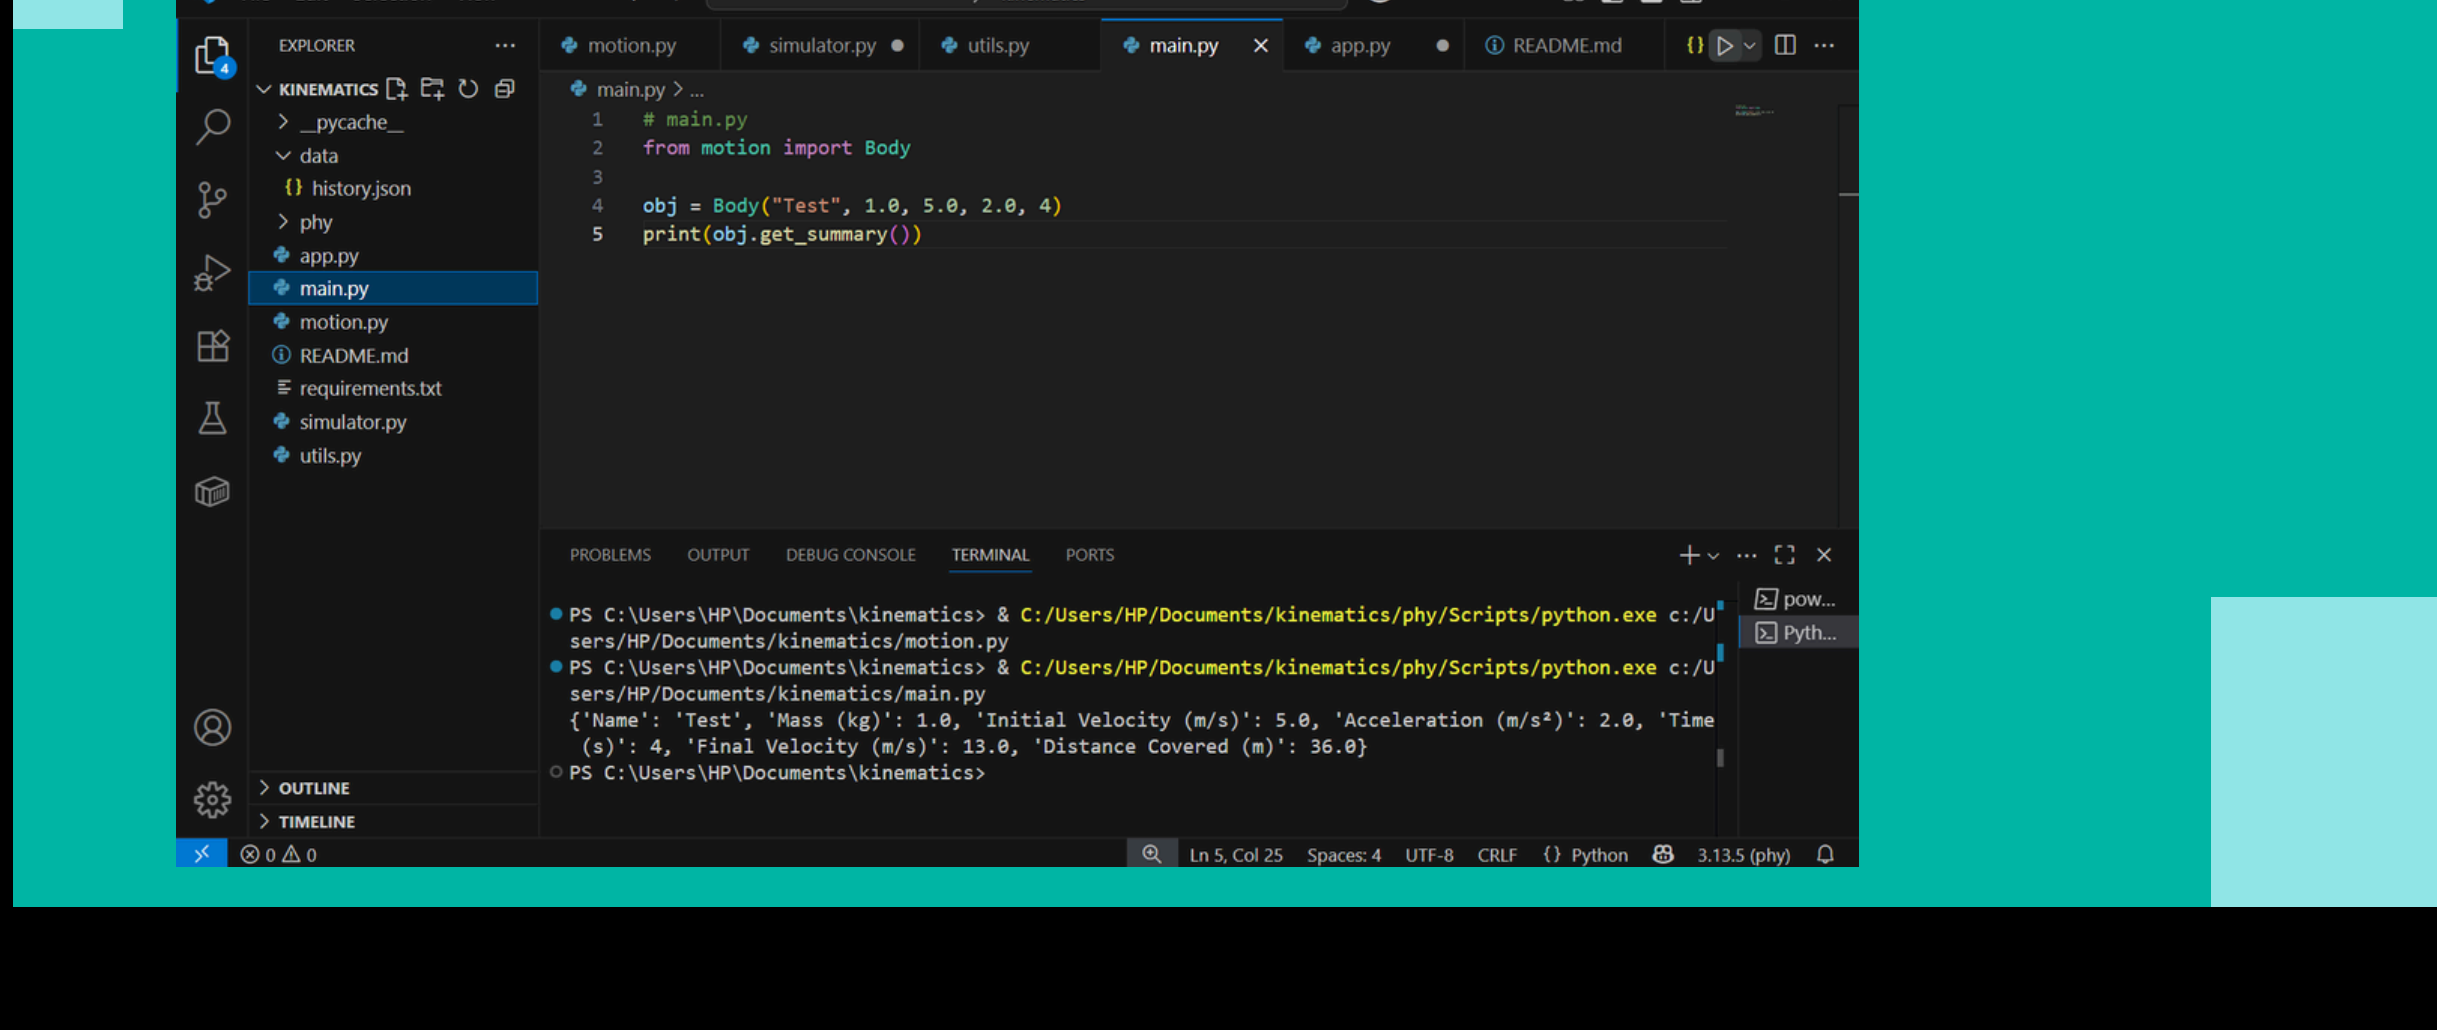 EXPLORER
KINEMATICS
__pycache__
data
{} history.json
phy
app.py
main.py
motion.py
README.md
requirements.txt
simulator.py
utils.py
OUTLINE
TIMELINE
motion.py
simulator.py
utils.py
main.py
app.py
README.md
main.py > ...
1 # main.py
2 from motion import Body
3
4 obj = Body("Test", 1.0, 5.0, 2.0, 4)
5 print(obj.get_summary())
PROBLEMS OUTPUT DEBUG CONSOLE TERMINAL PORTS
PS C:\Users\HP\Documents\kinematics> & C:/Users/HP/Documents/kinematics/phy/Scripts/python.exe c:/U
sers/HP/Documents/kinematics/motion.py
PS C:\Users\HP\Documents\kinematics> & C:/Users/HP/Documents/kinematics/phy/Scripts/python.exe c:/U
sers/HP/Documents/kinematics/main.py
{'Name': 'Test', 'Mass (kg)': 1.0, 'Initial Velocity (m/s)': 5.0, 'Acceleration (m/s²)': 2.0, 'Time
(s)': 4, 'Final Velocity (m/s)': 13.0, 'Distance Covered (m)': 36.0}
PS C:\Users\HP\Documents\kinematics>
pow...
Pyth...
4
0 0
Ln 5, Col 25 Spaces: 4 UTF-8 CRLF {} Python 3.13.5 (phy)